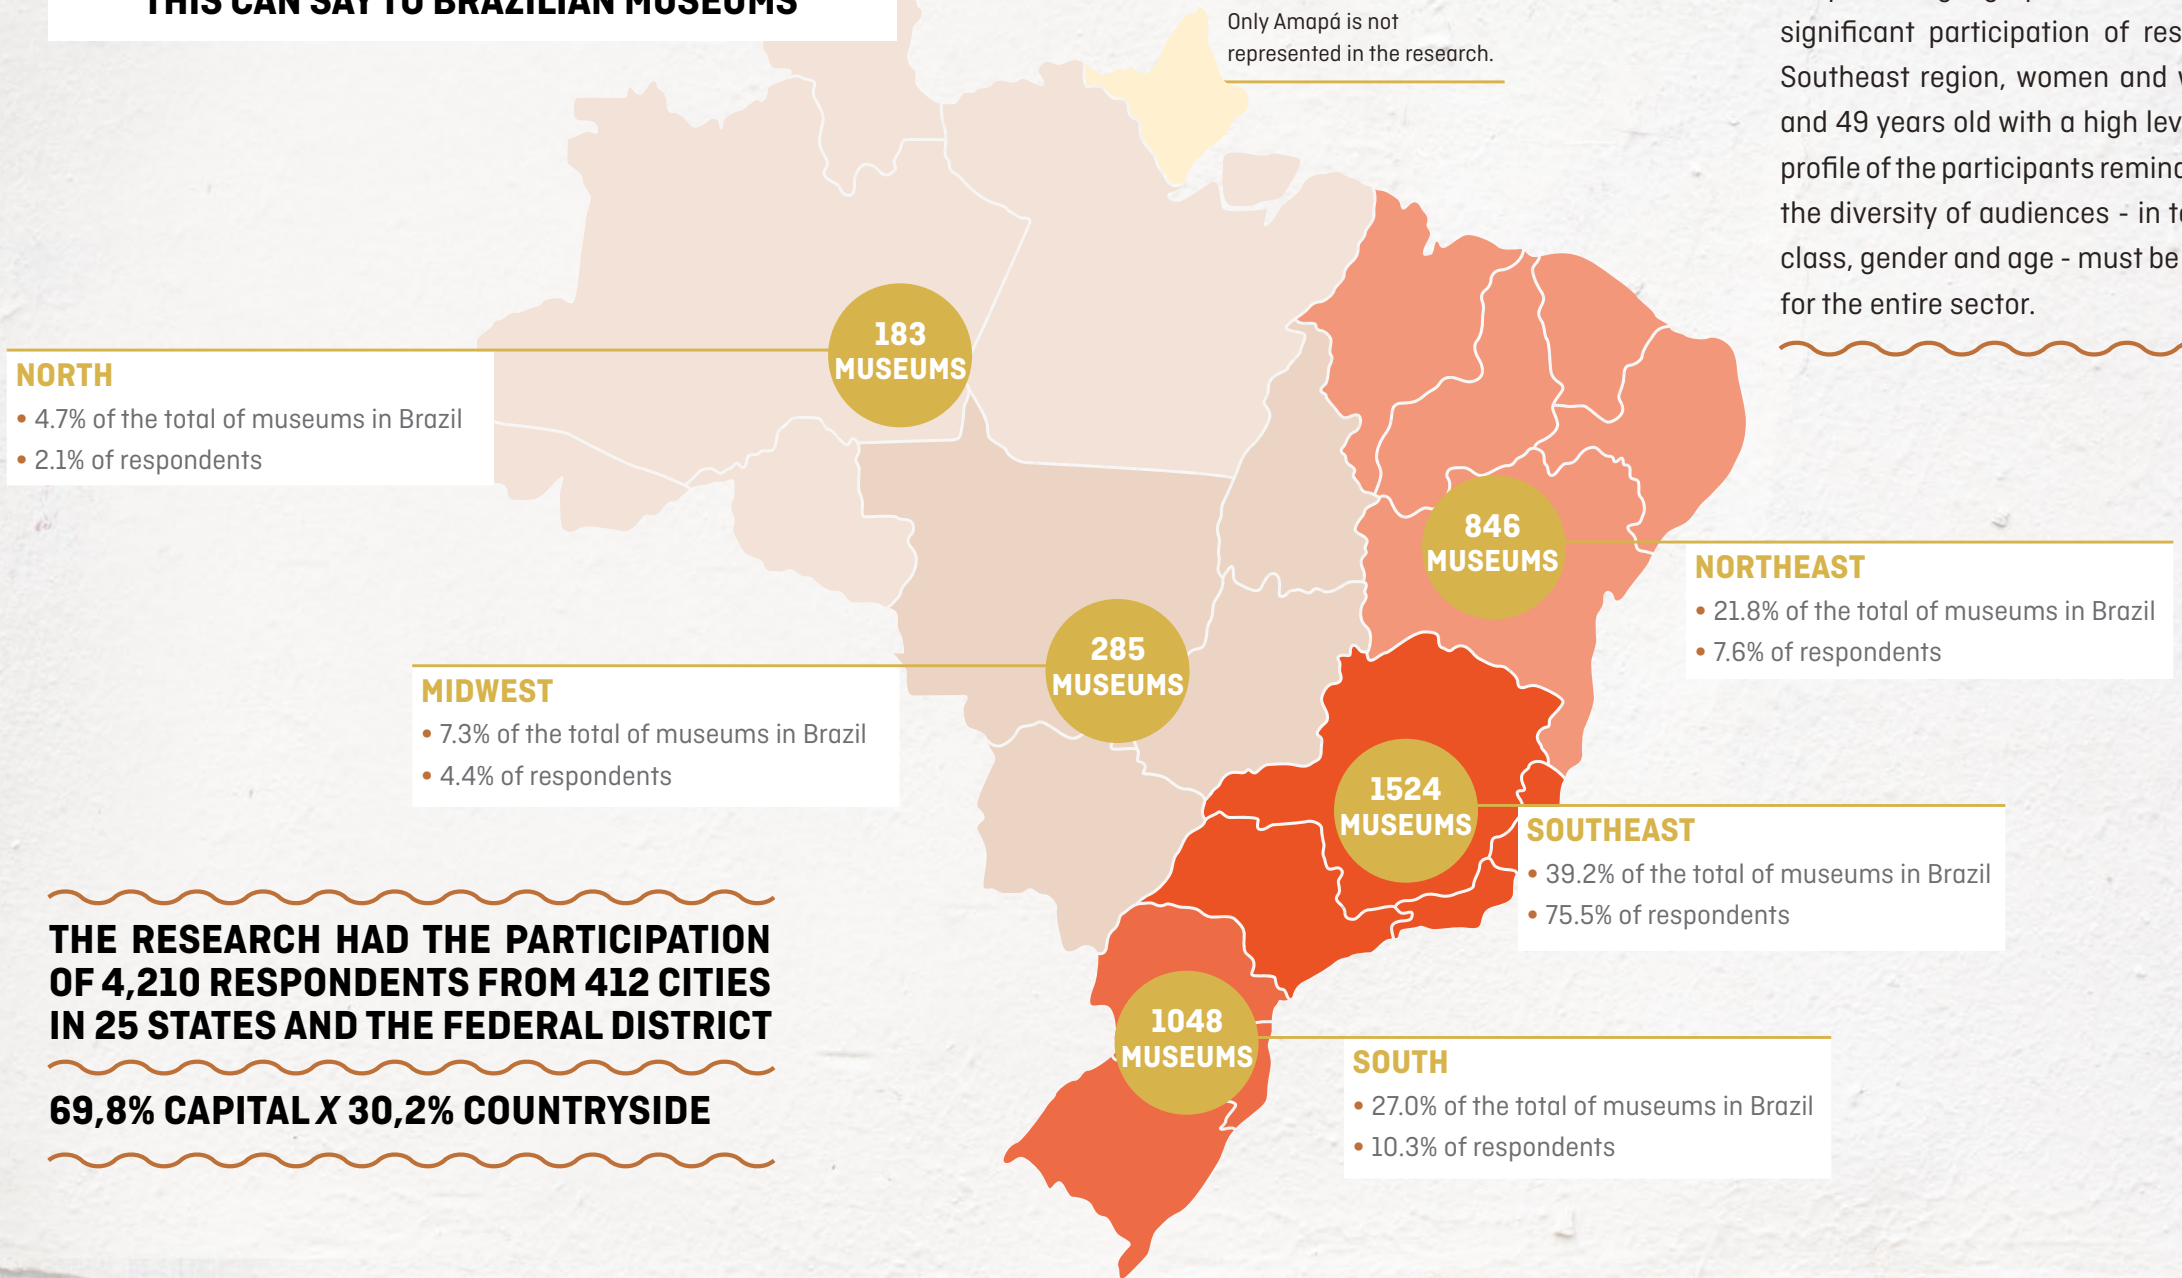 THIS CAN SAY TO BRAZILIAN MUSEUMS
Only Amapá is not
represented in the research.
significant participation of
Southeast region, women and
and 49 years old with a high
profile of the participants
the diversity of audiences - in
class, gender and age - must be
for the entire sector.
183
MUSEUMS
NORTH
• 4.7% of the total of museums in Brazil
• 2.1% of respondents
846
MUSEUMS
NORTHEAST
• 21.8% of the total of museums in Brazil
• 7.6% of respondents
285
MUSEUMS
MIDWEST
• 7.3% of the total of museums in Brazil
• 4.4% of respondents
1524
MUSEUMS
SOUTHEAST
• 39.2% of the total of museums in Brazil
• 75.5% of respondents
THE RESEARCH HAD THE PARTICIPATION
OF 4,210 RESPONDENTS FROM 412 CITIES
IN 25 STATES AND THE FEDERAL DISTRICT
69,8% CAPITAL X 30,2% COUNTRYSIDE
1048
MUSEUMS
SOUTH
• 27.0% of the total of museums in Brazil
• 10.3% of respondents